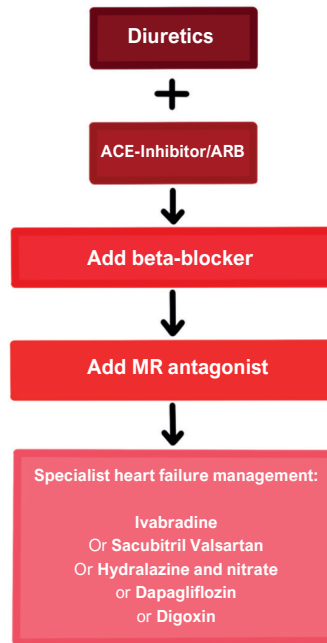 Diuretics
+
ACE-Inhibitor/ARB
Add beta-blocker
Add MR antagonist
Specialist heart failure management:
Ivabradine
Or Sacubitril Valsartan
Or Hydralazine and nitrate
or Dapagliflozin
or Digoxin